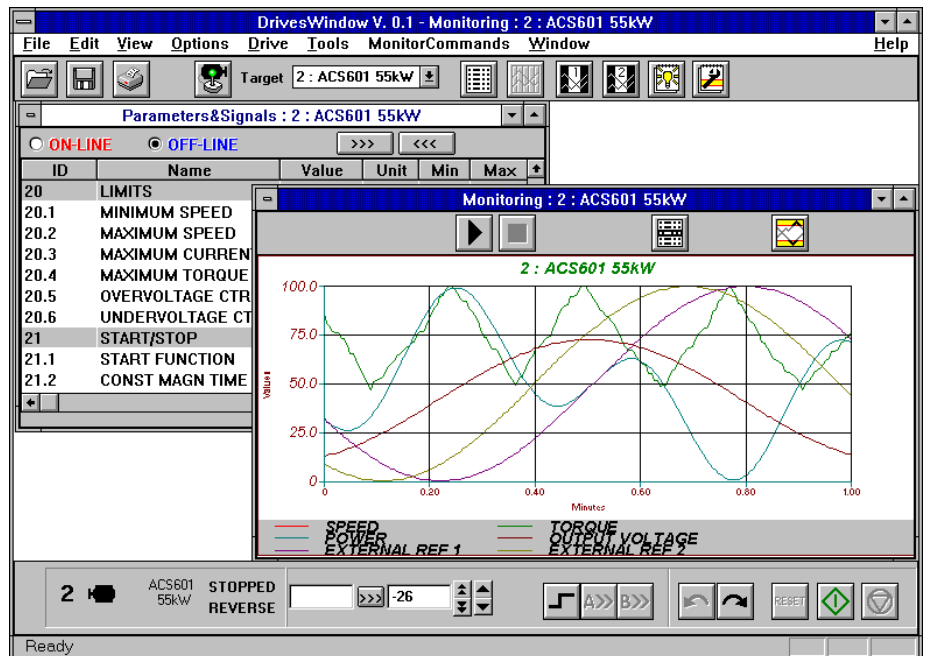 DrivesWindow V. 0.1 - Monitoring : 2 : ACS601 55kW
File Edit View Options Drive Tools MonitorCommands Window Help
Target 2 : ACS601 55kW 1 2
Parameters&Signals : 2 : ACS601 55kW
ON-LINE OFF-LINE >>> <<<
ID Name Value Unit Min Max
20 LIMITS
20.1 MINIMUM SPEED
20.2 MAXIMUM SPEED
20.3 MAXIMUM CURREN
20.4 MAXIMUM TORQUE
20.5 OVERVOLTAGE CTR
20.6 UNDERVOLTAGE CT
21 START/STOP
21.1 START FUNCTION
21.2 CONST MAGN TIME
Monitoring : 2 : ACS601 55kW
2 : ACS601 55kW
100.0
75.0
50.0
25.0
0
Value
0 0.20 0.40 0.60 0.80 1.00
Minutes
SPEED TORQUE
POWER OUTPUT VOLTAGE
EXTERNAL REF 1 EXTERNAL REF 2
2 ACS601 55kW STOPPED REVERSE >>> -26 A>> B>> RESET
Ready